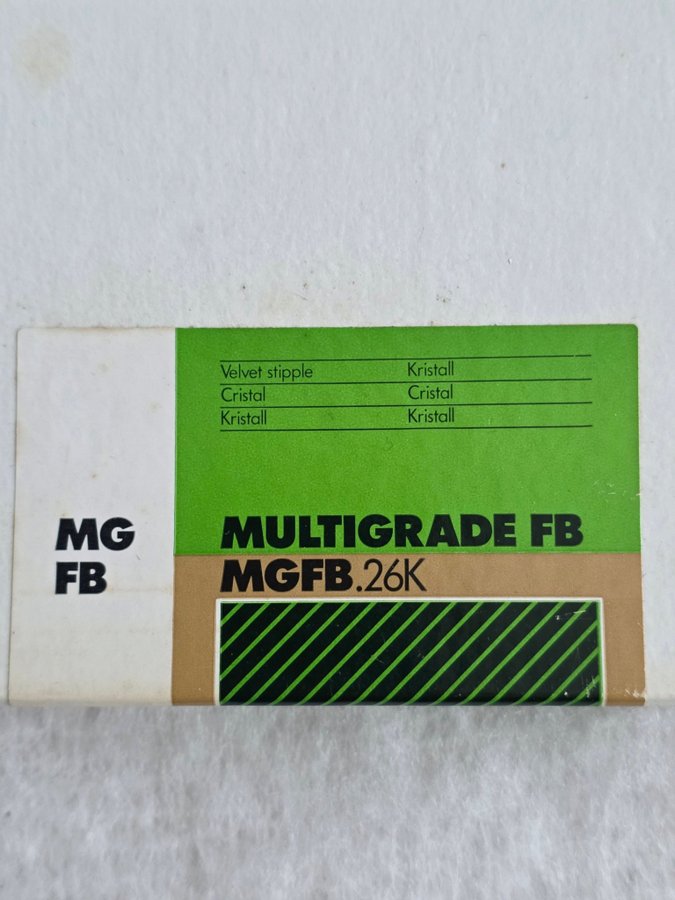 Velvet stipple Kristall
Cristal Cristal
Kristall Kristall
MG
FB
MULTIGRADE FB
MGFB.26K